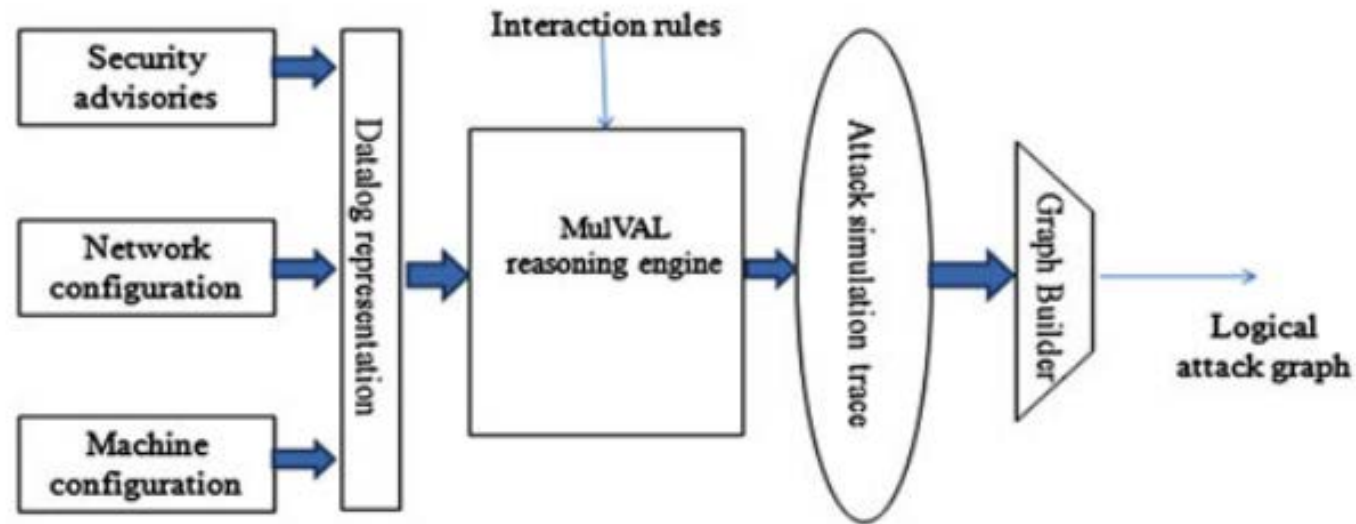 Security
advisories
Network
configuration
Machine
configuration
Datalog representation
Interaction rules
MulVAL
reasoning engine
Attack simulation trace
Graph Builder
Logical
attack graph